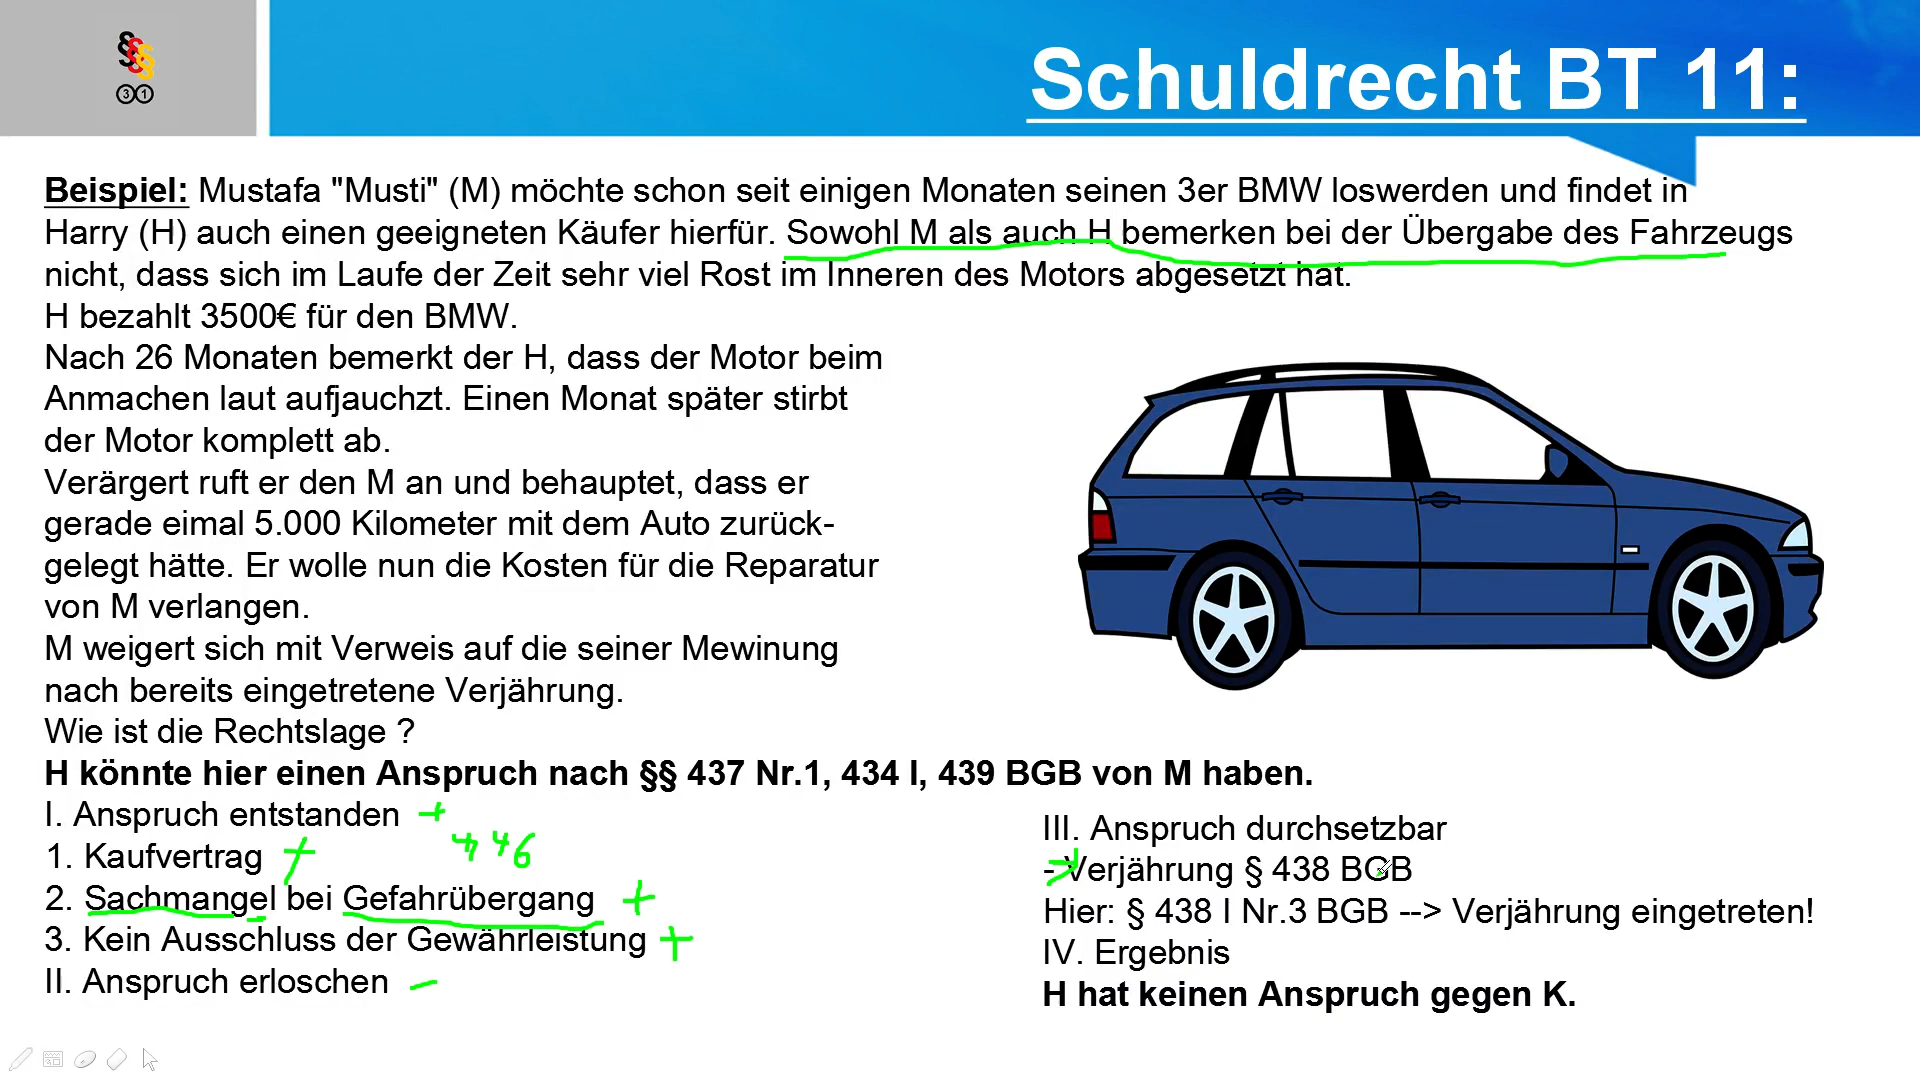 Schuldrecht BT 11:
31
Beispiel: Mustafa "Musti" (M) möchte schon seit einigen Monaten seinen 3er BMW loswerden und findet in
Harry (H) auch einen geeigneten Käufer hierfür. Sowohl M als auch H bemerken bei der Übergabe des Fahrzeugs
nicht, dass sich im Laufe der Zeit sehr viel Rost im Inneren des Motors abgesetzt hat.
H bezahlt 3500€ für den BMW.
Nach 26 Monaten bemerkt der H, dass der Motor beim
Anmachen laut aufjauchzt. Einen Monat später stirbt
der Motor komplett ab.
Verärgert ruft er den M an und behauptet, dass er
gerade eimal 5.000 Kilometer mit dem Auto zurück-
gelegt hätte. Er wolle nun die Kosten für die Reparatur
von M verlangen.
M weigert sich mit Verweis auf die seiner Mewinung
nach bereits eingetretene Verjährung.
Wie ist die Rechtslage ?
H könnte hier einen Anspruch nach §§ 437 Nr.1, 434 I, 439 BGB von M haben.
I. Anspruch entstanden +
446
1. Kaufvertrag +
2. Sachmangel bei Gefahrübergang +
3. Kein Ausschluss der Gewährleistung +
II. Anspruch erloschen -
III. Anspruch durchsetzbar
- Verjährung § 438 BGB
Hier: § 438 I Nr.3 BGB --> Verjährung eingetreten!
IV. Ergebnis
H hat keinen Anspruch gegen K.